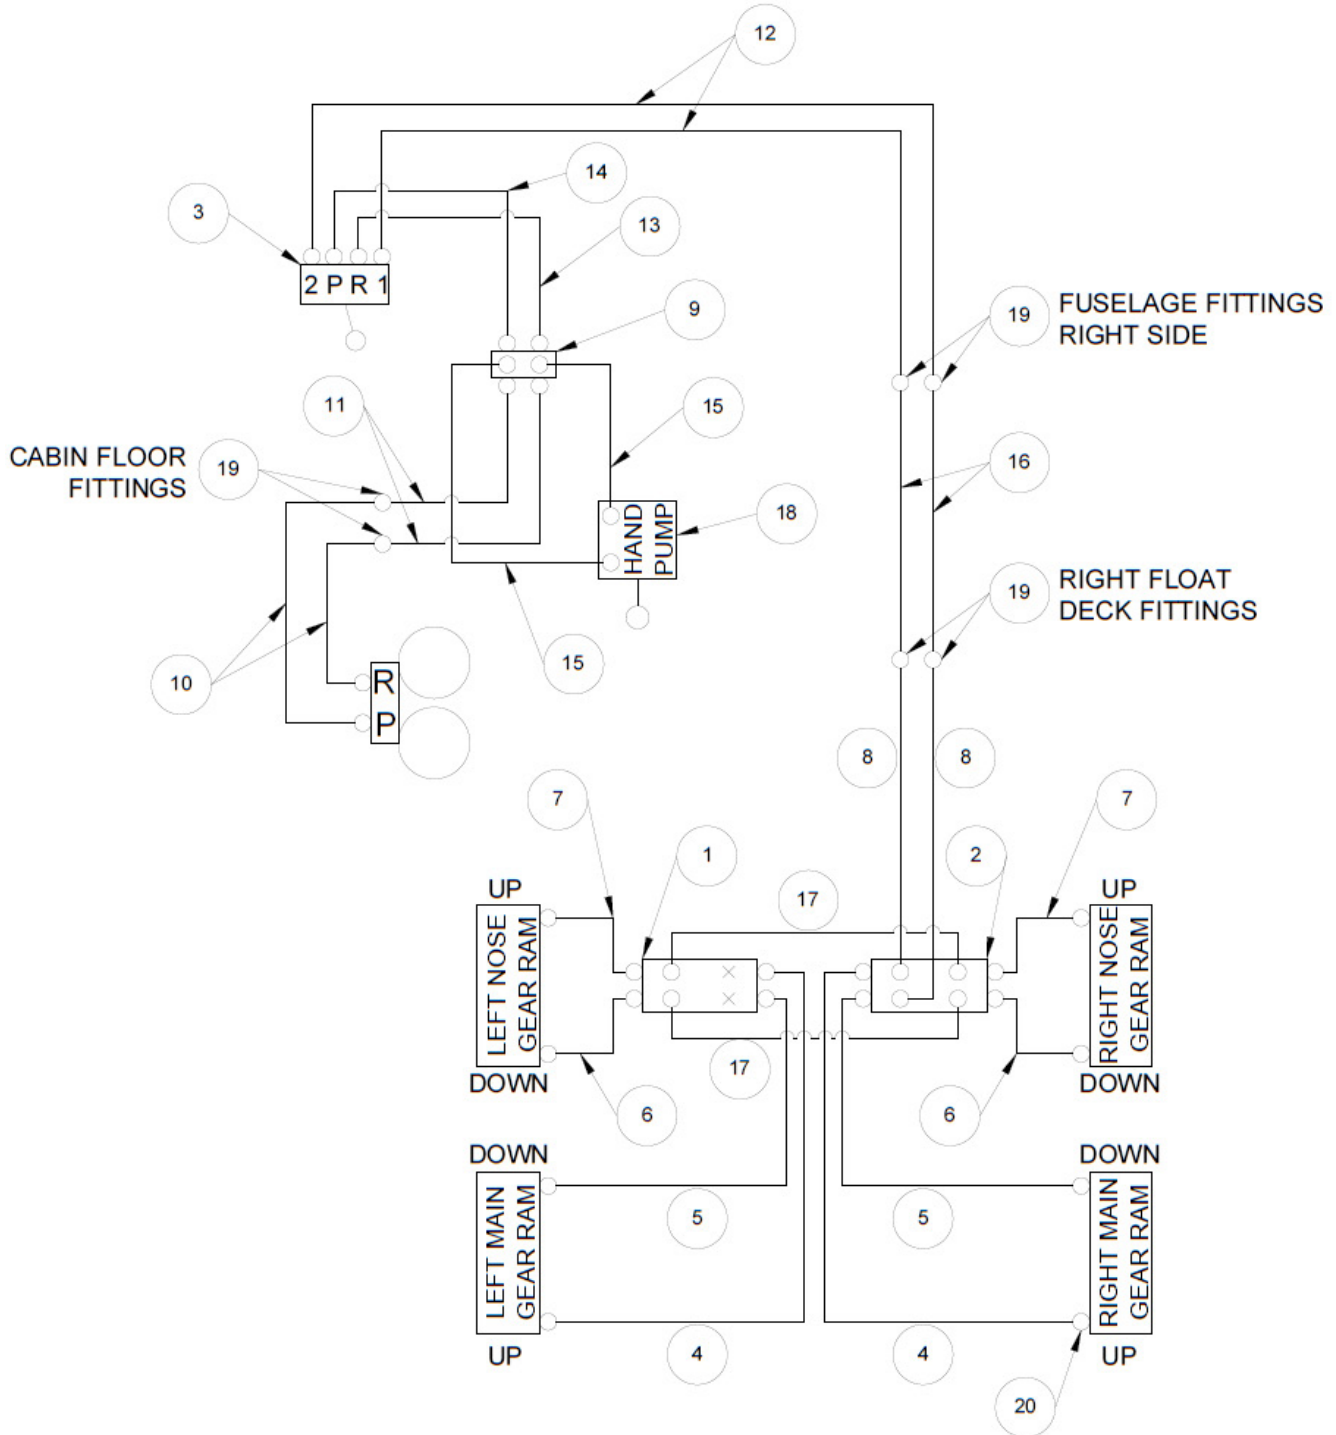 12
14
3
13
2 P R 1
9
19
FUSELAGE FITTINGS
RIGHT SIDE
11
15
CABIN FLOOR
FITTINGS
19
16
HAND
PUMP
18
19
RIGHT FLOAT
DECK FITTINGS
10
15
R
P
8
8
7
7
1
2
17
UP
UP
LEFT NOSE
GEAR RAM
RIGHT NOSE
GEAR RAM
17
DOWN
DOWN
6
6
DOWN
DOWN
LEFT MAIN
GEAR RAM
5
5
RIGHT MAIN
GEAR RAM
UP
4
4
UP
20